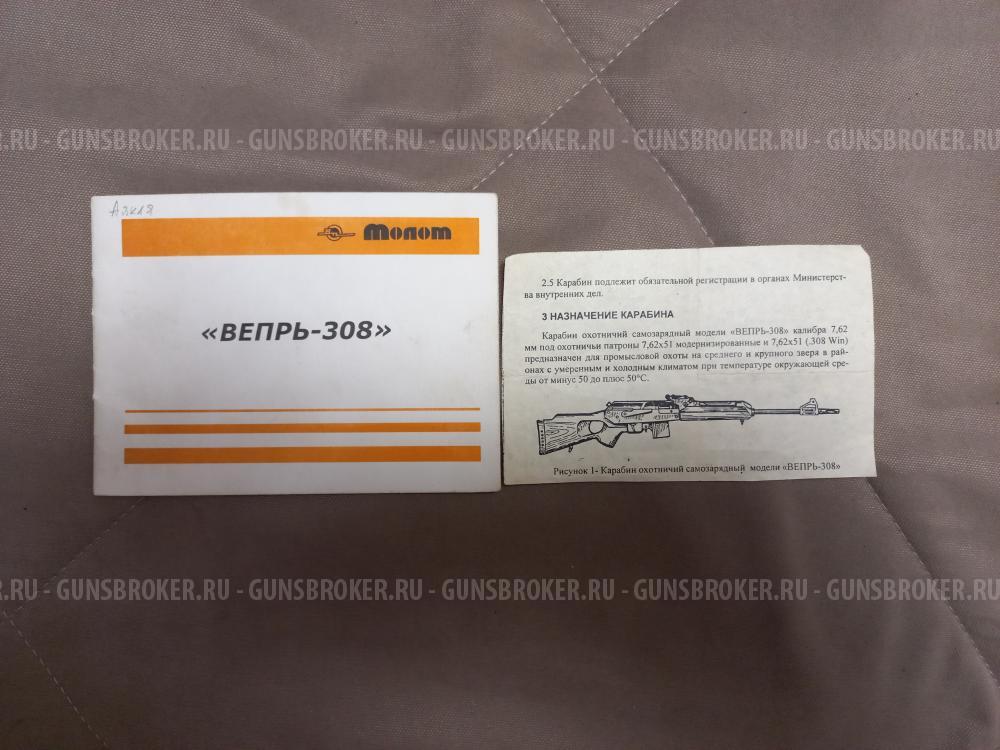 .RU - GUNSBROKER.RU - GUNSBROKER.RU - GUNSBROKER.RU - GUNSBROKER.RU - GUNSBROKER.RU -
Молот
«ВЕПРЬ-308»
2.5 Карабин подлежит обязательной регистрации в органах Министерст-
ва внутренних дел.
3 НАЗНАЧЕНИЕ КАРАБИНА
Карабин охотничий самозарядный модели «ВЕПРЬ-308» калибра 7,62
мм под охотничьи патроны 7,62х51 модернизированные и 7,62х51 (.308 Win)
предназначен для промысловой охоты на среднего и крупного зверя в рай-
онах с умеренным и холодным климатом при температуре окружающей сре-
ды от минус 50 до плюс 50°С.
Рисунок 1- Карабин охотничий самозарядный модели «ВЕПРЬ-308»
.RU - GUNSBROKER.RU - GUNSBROKER.RU - GUNSBROKER.RU - GUNSBROKER.RU - GUNSBROKER.RU -